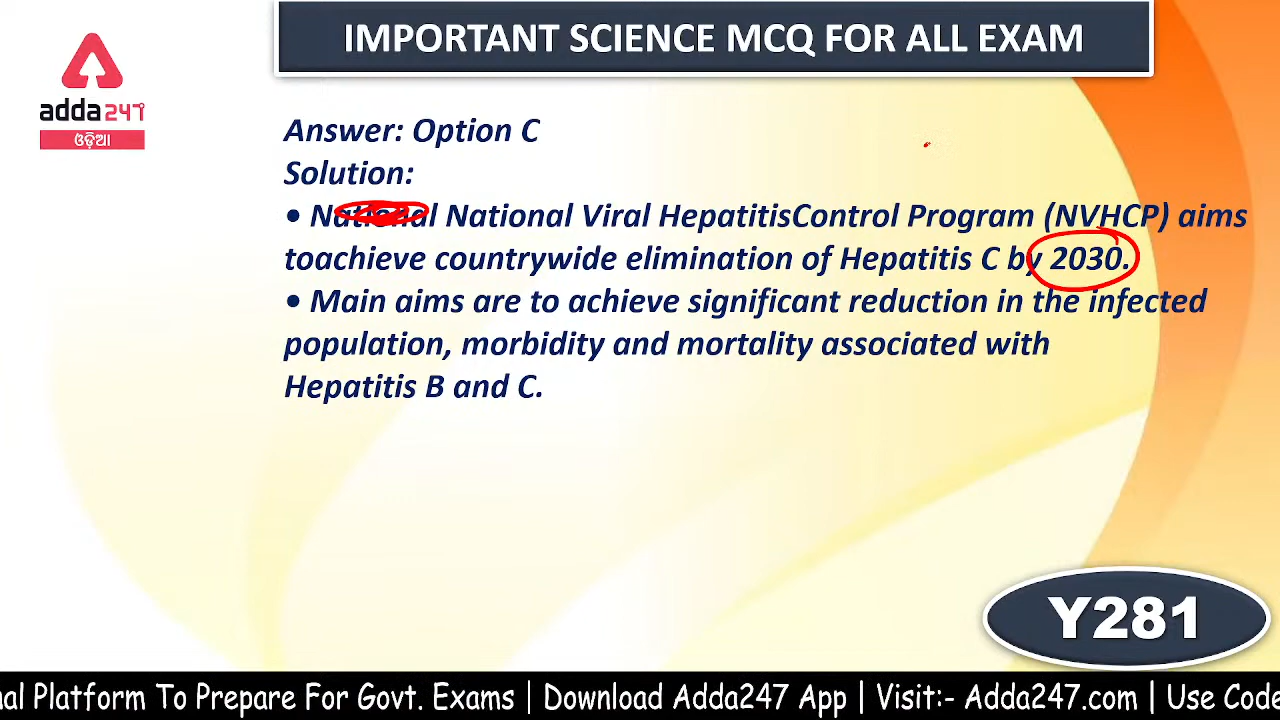 IMPORTANT SCIENCE MCQ FOR ALL EXAM
adda247
ଓଡ଼ିଆ
Answer: Option C
Solution:
• National National Viral HepatitisControl Program (NVHCP) aims
toachieve countrywide elimination of Hepatitis C by 2030.
• Main aims are to achieve significant reduction in the infected
population, morbidity and mortality associated with
Hepatitis B and C.
Y281
nal Platform To Prepare For Govt. Exams | Download Adda247 App | Visit:- Adda247.com | Use Code